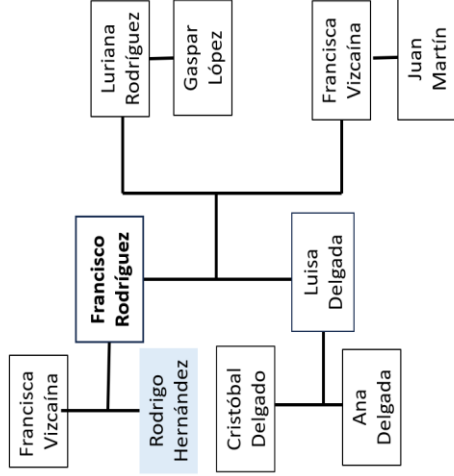 Ana
Delgada
Cristóbal
Delgado
Rodrigo
Hernández
Francisca
Vizcaína
Luisa
Delgada
Francisco
Rodríguez
Francisca
Vizcaína
Juan
Martín
Luriana
Rodríguez
Gaspar
López